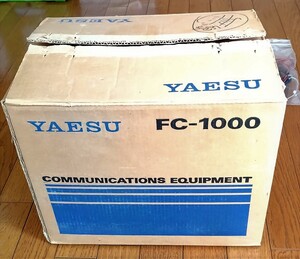 YAESU
YAESU FC-1000
COMMUNICATIONS EQUIPMENT